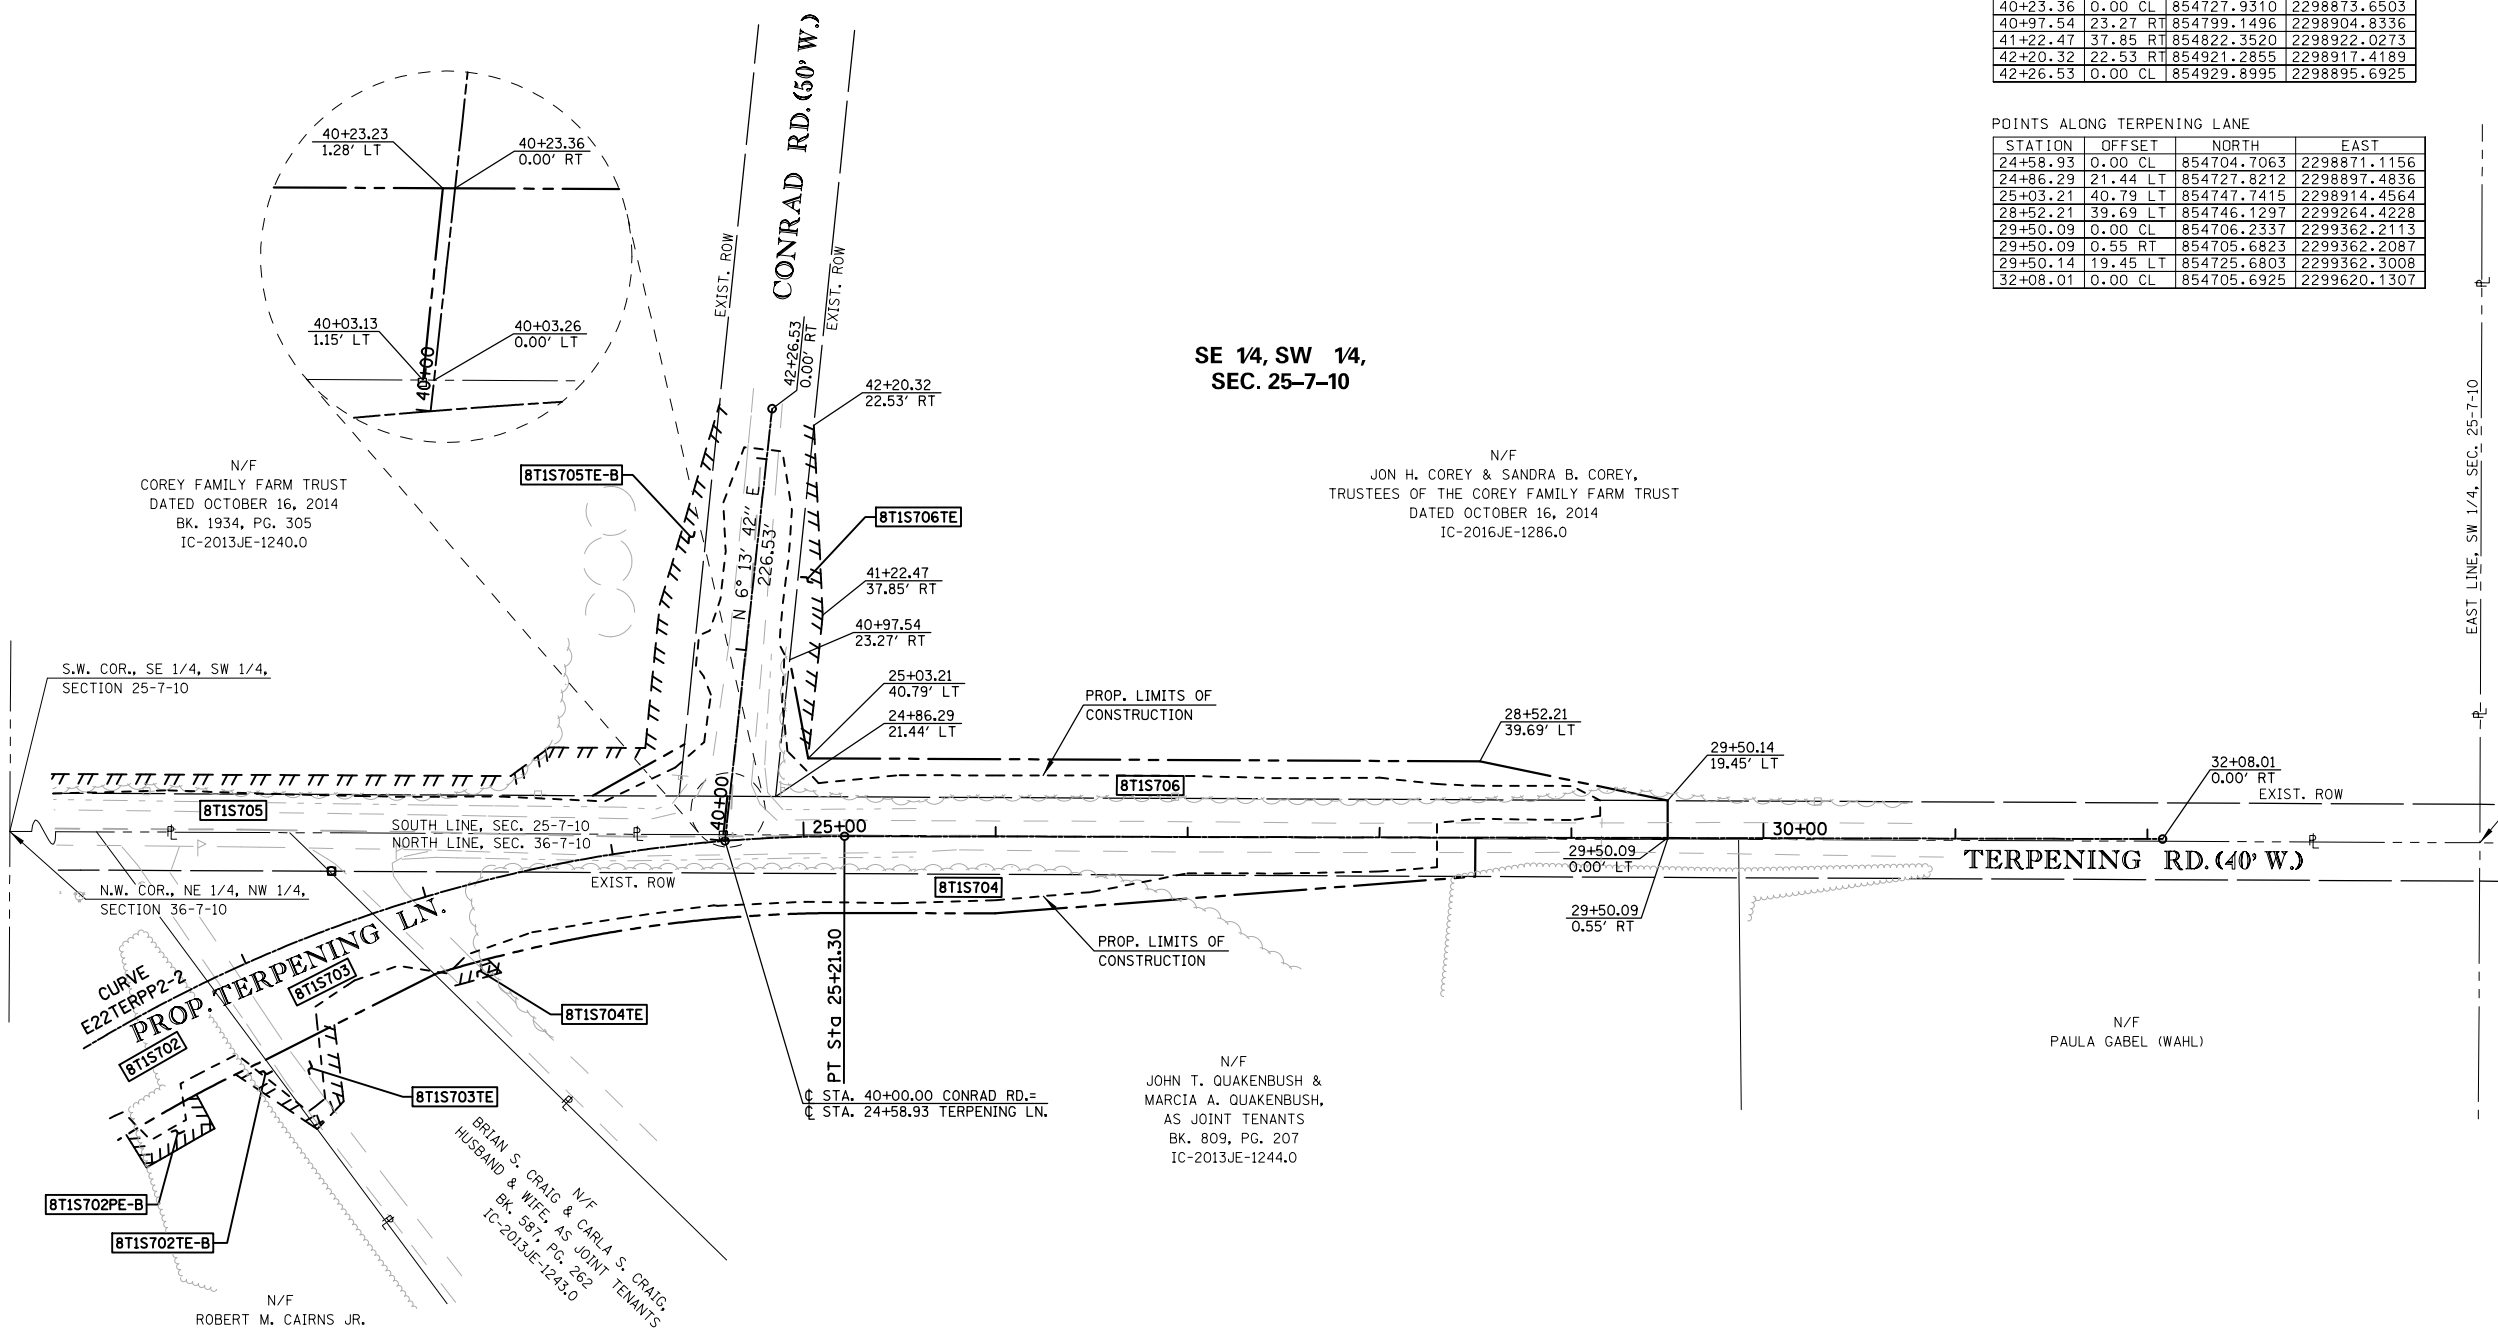 40+23.36 0.00 CL 854727.9310 2298873.6503
40+97.54 23.27 RT 854799.1496 2298904.8336
41+22.47 37.85 RT 854822.3520 2298922.0273
42+20.32 22.53 RT 854921.2855 2298917.4189
42+26.53 0.00 CL 854929.8995 2298895.6925
POINTS ALONG TERPENING LANE
STATION OFFSET NORTH EAST
24+58.93 0.00 CL 854704.7063 2298871.1156
24+86.29 21.44 LT 854727.8212 2298897.4836
25+03.21 40.79 LT 854747.7415 2298914.4564
28+52.21 39.69 LT 854746.1297 2299264.4228
29+50.09 0.00 CL 854706.2337 2299362.2113
29+50.09 0.55 RT 854705.6823 2299362.2087
29+50.14 19.45 LT 854725.6803 2299362.3008
32+08.01 0.00 CL 854705.6925 2299620.1307
40+23.23
1.28' LT
40+23.36
0.00' RT
40+03.13
1.15' LT
40+03.26
0.00' LT
40+00
CONRAD RD. (50' W.)
EXIST. ROW
EXIST. ROW
42+26.53
0.00' RT
42+20.32
22.53' RT
SE 1/4, SW 1/4,
SEC. 25-7-10
N/F
COREY FAMILY FARM TRUST
DATED OCTOBER 16, 2014
BK. 1934, PG. 305
IC-2013JE-1240.0
8T1S705TE-B
8T1S706TE
N 6° 13' 42" E
226.53'
N/F
JON H. COREY & SANDRA B. COREY,
TRUSTEES OF THE COREY FAMILY FARM TRUST
DATED OCTOBER 16, 2014
IC-2016JE-1286.0
EAST LINE, SW 1/4, SEC. 25-7-10
PL
PL
41+22.47
37.85' RT
40+97.54
23.27' RT
25+03.21
40.79' LT
24+86.29
21.44' LT
S.W. COR., SE 1/4, SW 1/4,
SECTION 25-7-10
PROP. LIMITS OF
CONSTRUCTION
28+52.21
39.69' LT
29+50.14
19.45' LT
32+08.01
0.00' RT
EXIST. ROW
8T1S705
8T1S706
40+00
25+00
30+00
SOUTH LINE, SEC. 25-7-10
NORTH LINE, SEC. 36-7-10
PL
PL
PL
29+50.09
0.00' LT
TERPENING RD. (40' W.)
EXIST. ROW
8T1S704
N.W. COR., NE 1/4, NW 1/4,
SECTION 36-7-10
29+50.09
0.55' RT
PROP. LIMITS OF
CONSTRUCTION
CURVE
E22TERPP2-2
PROP. TERPENING LN.
8T1S703
8T1S702
8T1S704TE
PT Sta 25+21.30
8T1S703TE
℄ STA. 40+00.00 CONRAD RD.=
℄ STA. 24+58.93 TERPENING LN.
N/F
JOHN T. QUAKENBUSH &
MARCIA A. QUAKENBUSH,
AS JOINT TENANTS
BK. 809, PG. 207
IC-2013JE-1244.0
N/F
PAULA GABEL (WAHL)
PL
PL
N/F
BRIAN S. CRAIG & CARLA S. CRAIG,
HUSBAND & WIFE, AS JOINT TENANTS
BK. 587, PG. 262
IC-2013JE-1243.0
8T1S702PE-B
8T1S702TE-B
N/F
ROBERT M. CAIRNS JR.